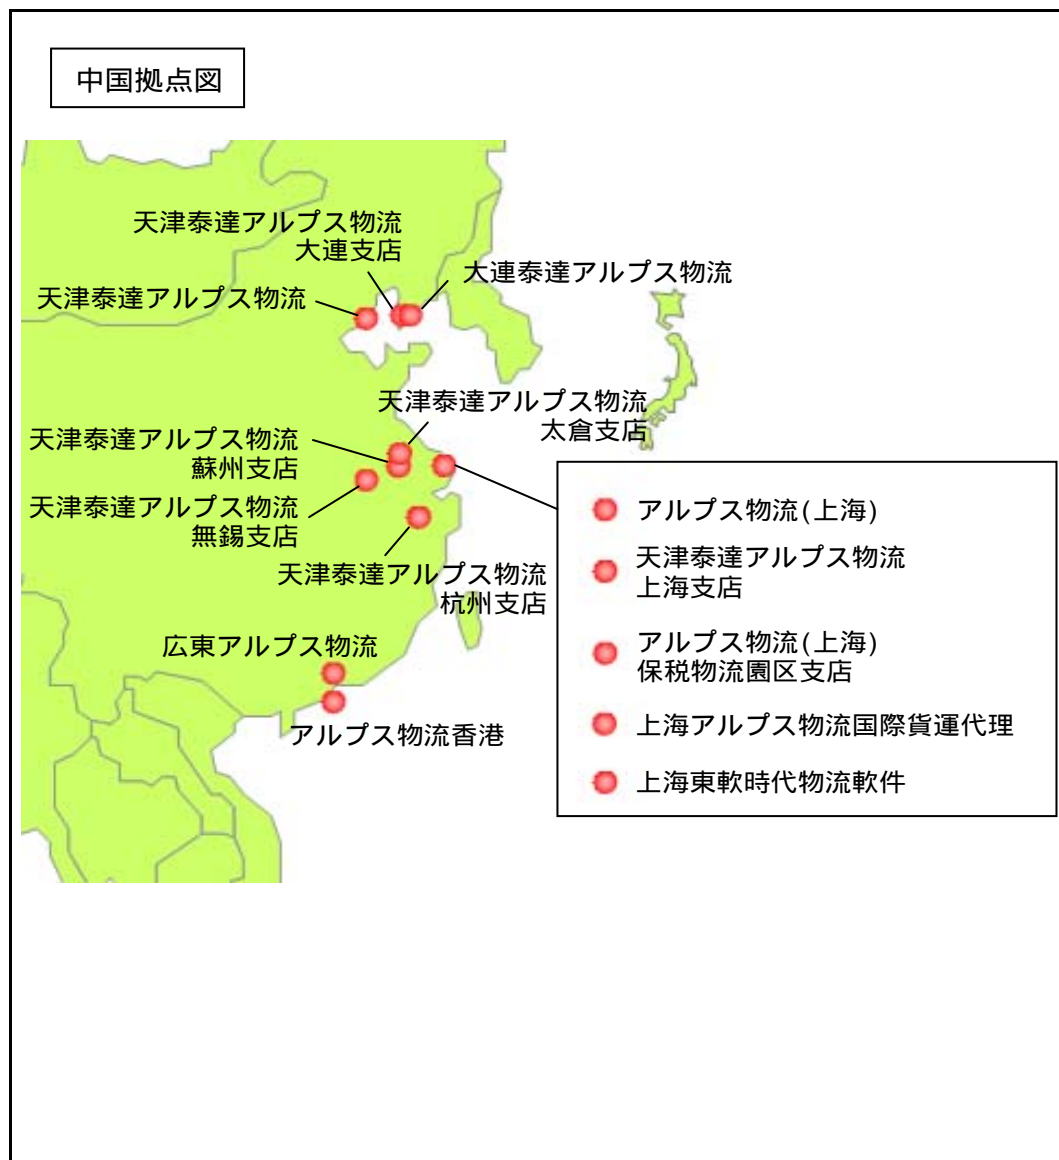 中国拠点図
天津泰達アルプス物流
大連支店
大連泰達アルプス物流
天津泰達アルプス物流
天津泰達アルプス物流
太倉支店
天津泰達アルプス物流
蘇州支店
天津泰達アルプス物流
無錫支店
天津泰達アルプス物流
杭州支店
広東アルプス物流
アルプス物流香港
アルプス物流(上海)
天津泰達アルプス物流
上海支店
アルプス物流(上海)
保税物流園区支店
上海アルプス物流国際貨運代理
上海東軟時代物流軟件